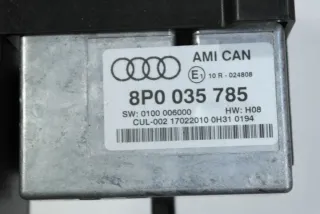 AMI CAN
E1 10 R - 024808
8P0 035 785
SW: 0100 006000 HW: H08
CUL-002 17022010 0H31 0194